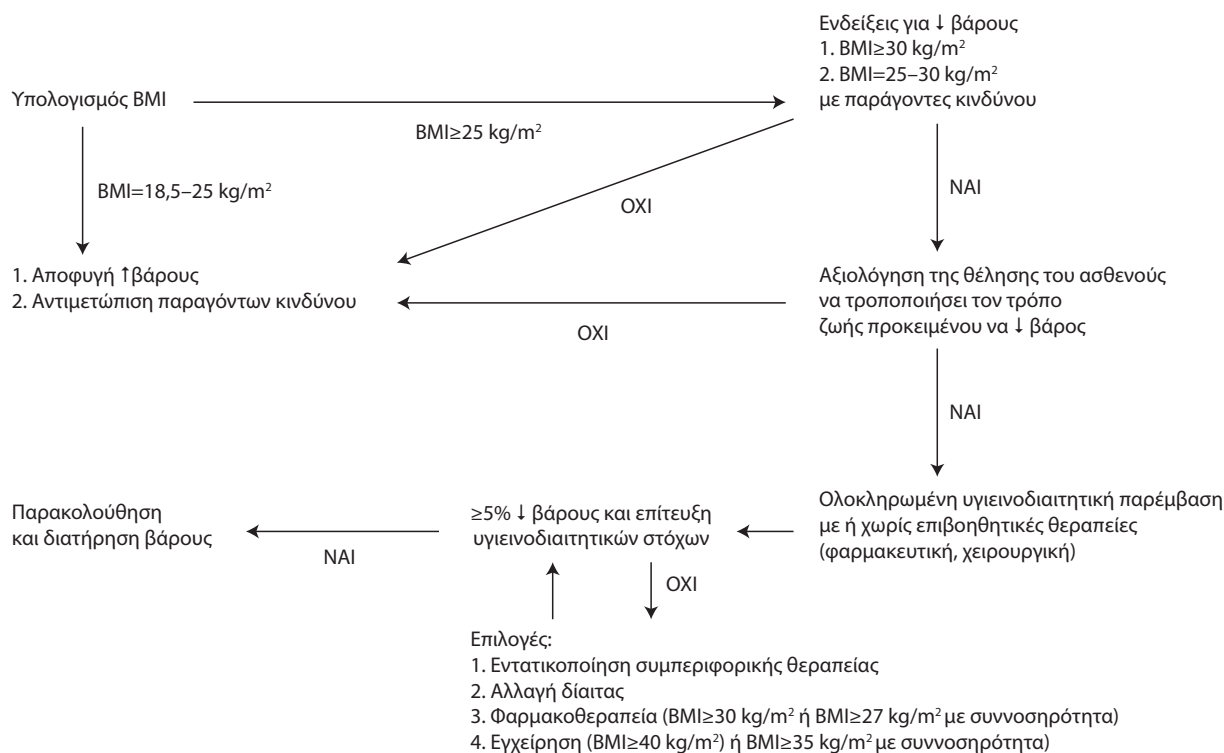 Ενδείξεις για ↓ βάρους
1. BMI≥30 kg/m²
2. BMI=25–30 kg/m²
με παράγοντες κινδύνου
Υπολογισμός BMI
BMI≥25 kg/m²
BMI=18,5–25 kg/m²
ΝΑΙ
ΟΧΙ
1. Αποφυγή ↑βάρους
2. Αντιμετώπιση παραγόντων κινδύνου
ΟΧΙ
Αξιολόγηση της θέλησης του ασθενούς
να τροποποιήσει τον τρόπο
ζωής προκειμένου να ↓ βάρος
ΝΑΙ
Ολοκληρωμένη υγιεινοδιαιτητική παρέμβαση
με ή χωρίς επιβοηθητικές θεραπείες
(φαρμακευτική, χειρουργική)
≥5% ↓ βάρους και επίτευξη
υγιεινοδιαιτητικών στόχων
ΝΑΙ
Παρακολούθηση
και διατήρηση βάρους
ΟΧΙ
Επιλογές:
1. Εντατικοποίηση συμπεριφορικής θεραπείας
2. Αλλαγή δίαιτας
3. Φαρμακοθεραπεία (BMI≥30 kg/m² ή BMI≥27 kg/m² με συννοσηρότητα)
4. Εγχείρηση (BMI≥40 kg/m²) ή BMI≥35 kg/m² με συννοσηρότητα)